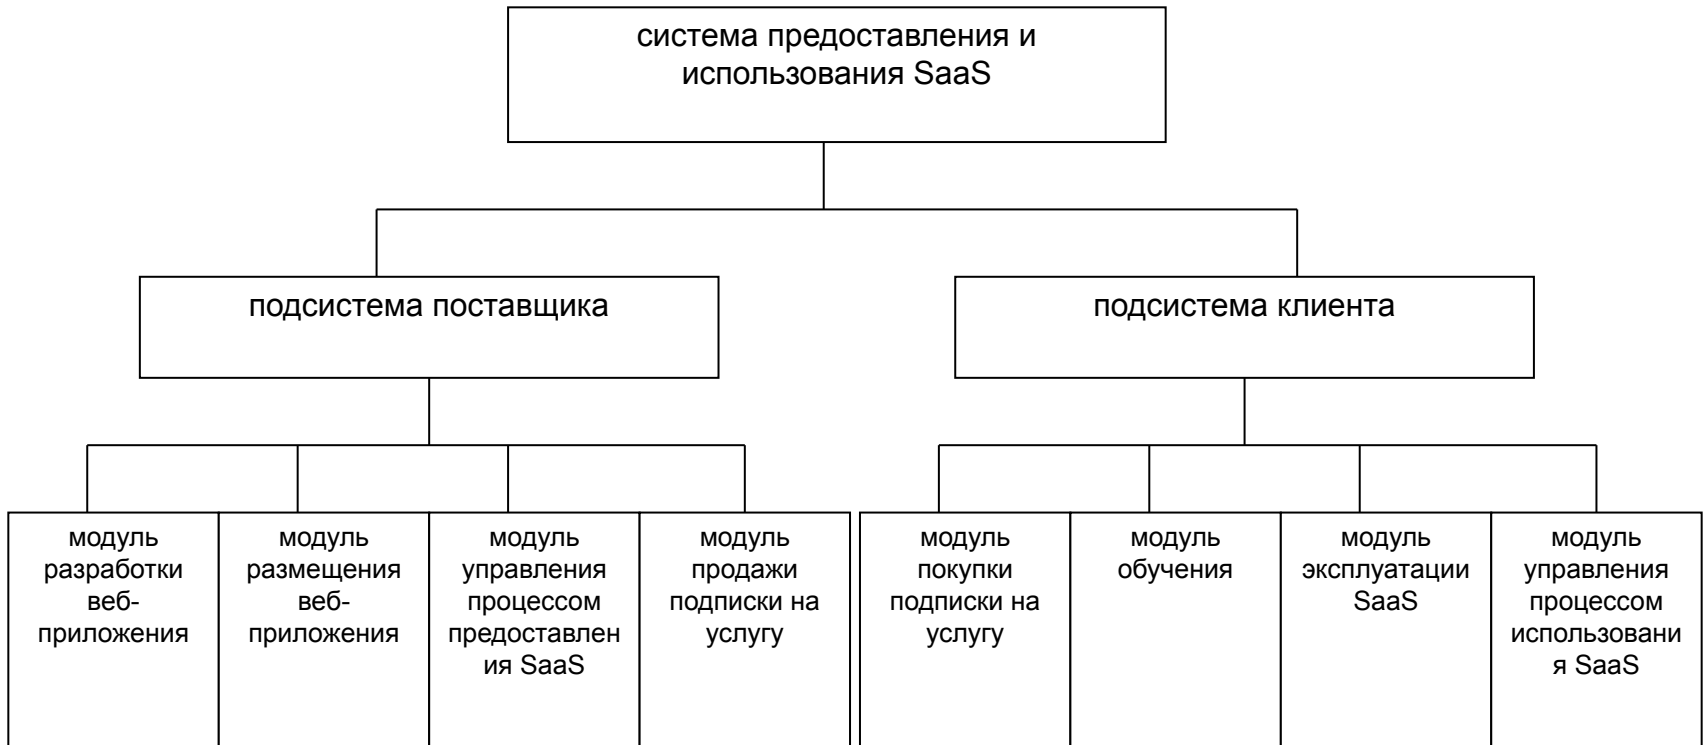 система предоставления и
использования SaaS
подсистема поставщика
подсистема клиента
модуль
разработки
веб-
приложения
модуль
размещения
веб-
приложения
модуль
управления
процессом
предоставлен
ия SaaS
модуль
продажи
подписки на
услугу
модуль
покупки
подписки на
услугу
модуль
обучения
модуль
эксплуатации
SaaS
модуль
управления
процессом
использовани
я SaaS